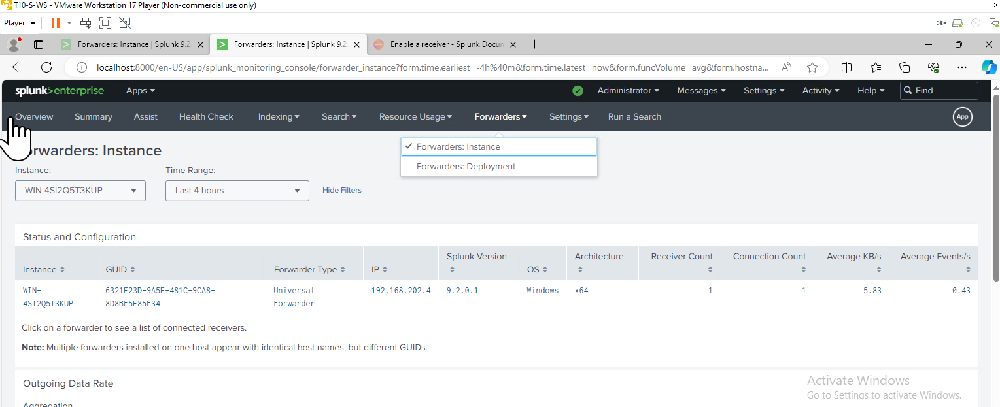 T10-S-WS - VMware Workstation 17 Player (Non-commercial use only)
Player
Forwarders: Instance | Splunk 9.2
Forwarders: Instance | Splunk 9.2
Enable a receiver - Splunk Docum
localhost:8000/en-US/app/splunk_monitoring_console/forwarder_instance?form.time.earliest=-4h%40m&form.time.latest=now&form.funcVolume=avg&form.hostna...
splunk>enterprise Apps Administrator Messages Settings Activity Help Find
Overview Summary Assist Health Check Indexing Search Resource Usage Forwarders Settings Run a Search App
Forwarders: Instance
Forwarders: Deployment
rwarders: Instance
Instance: Time Range:
WIN-4SI2Q5T3KUP Last 4 hours Hide Filters
Status and Configuration
Instance GUID Forwarder Type IP Splunk Version OS Architecture Receiver Count Connection Count Average KB/s Average Events/s
WIN-4SI2Q5T3KUP 6321E23D-9A5E-481C-9CA8-8D8BF5E85F34 Universal Forwarder 192.168.202.4 9.2.0.1 Windows x64 1 1 5.83 0.43
Click on a forwarder to see a list of connected receivers.
Note: Multiple forwarders installed on one host appear with identical host names, but different GUIDs.
Outgoing Data Rate
Aggregation
Activate Windows
Go to Settings to activate Windows.